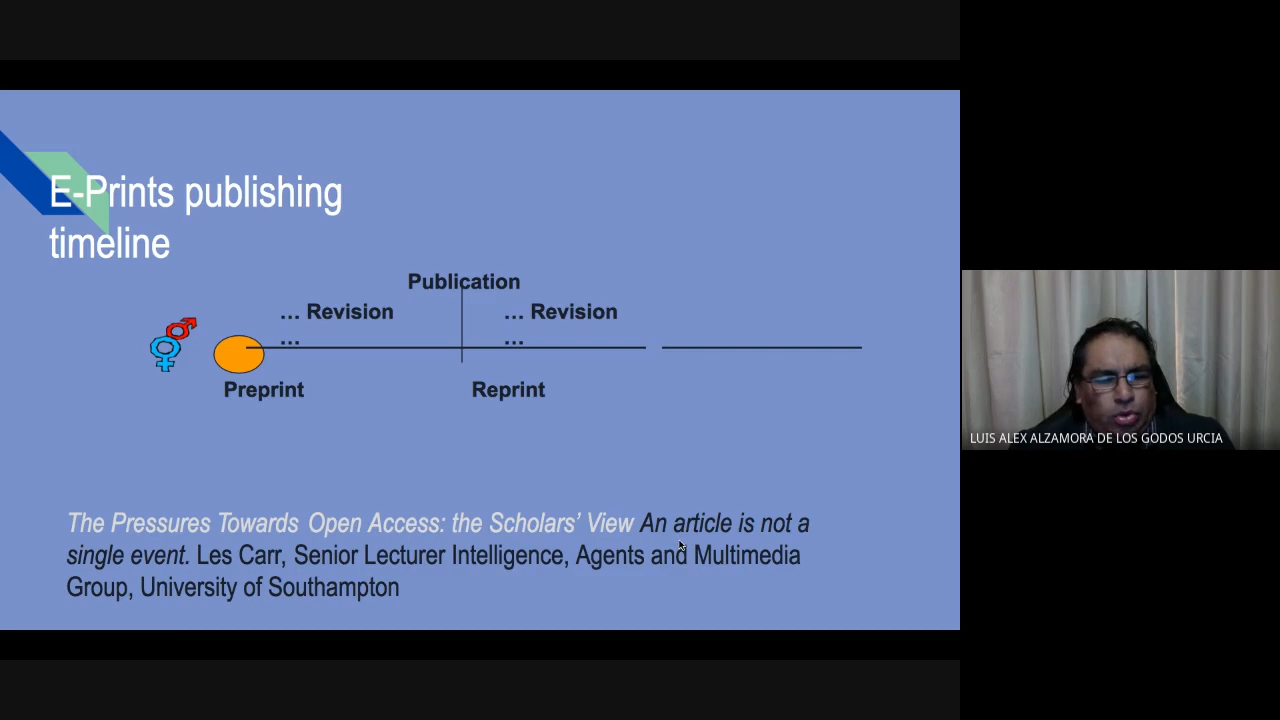 E-Prints publishing
timeline
Publication
… Revision
…
… Revision
…
Preprint
Reprint
The Pressures Towards Open Access: the Scholars’ View An article is not a
single event. Les Carr, Senior Lecturer Intelligence, Agents and Multimedia
Group, University of Southampton
LUIS ALEX ALZAMORA DE LOS GODOS URCIA